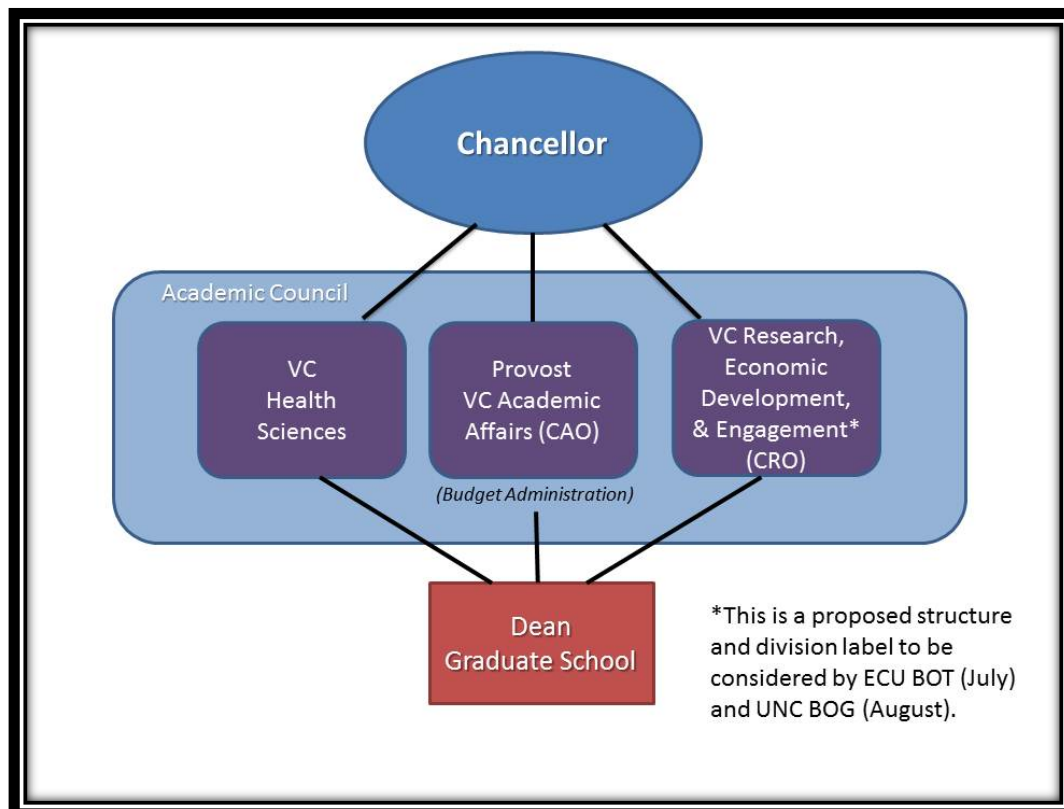 Chancellor
Academic Council
VC
Health
Sciences
Provost
VC Academic
Affairs (CAO)
(Budget Administration)
VC Research,
Economic
Development,
& Engagement*
(CRO)
Dean
Graduate School
*This is a proposed structure
and division label to be
considered by ECU BOT (July)
and UNC BOG (August).